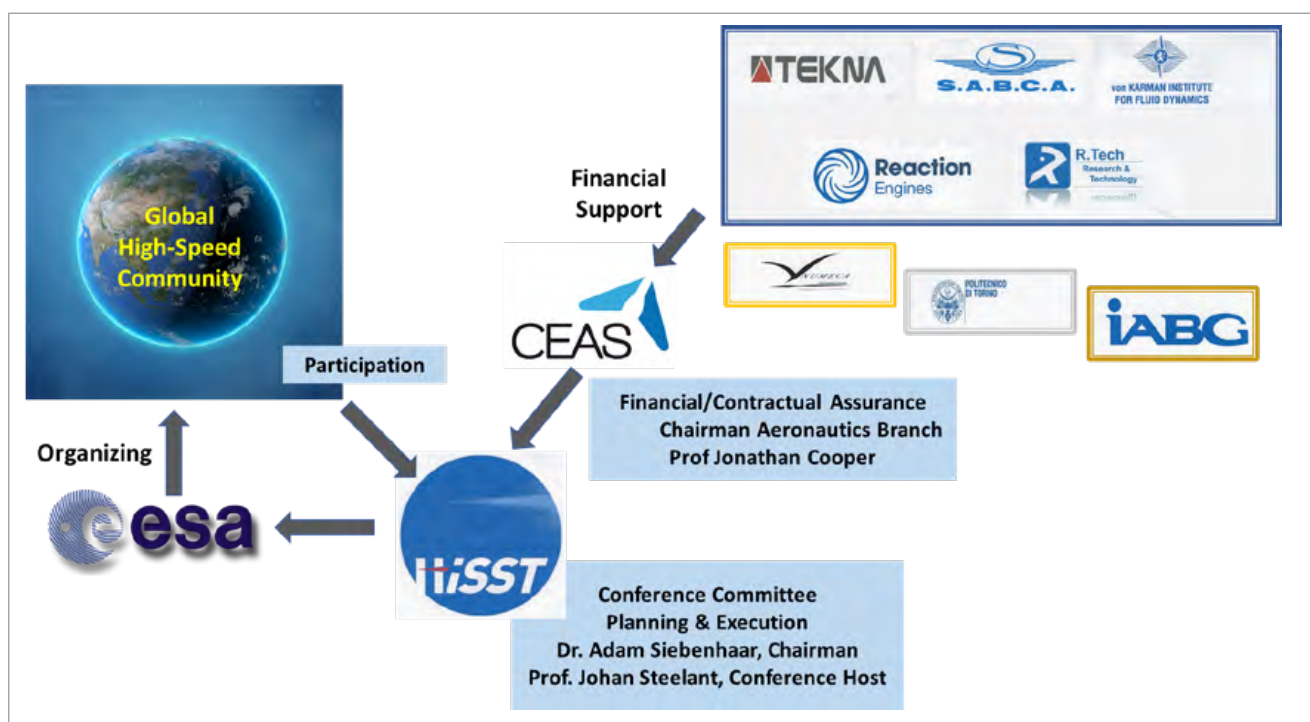 TEKNA
S
S.A.B.C.A.
von KARMAN INSTITUTE
FOR FLUID DYNAMICS
Reaction
Engines
R.Tech
Research &
Technology
Financial
Support
Global
High-Speed
Community
NUMECA
POLITECNICO
DI TORINO
iABG
CEAS
Participation
Financial/Contractual Assurance
Chairman Aeronautics Branch
Prof Jonathan Cooper
Organizing
esa
HiSST
Conference Committee
Planning & Execution
Dr. Adam Siebenhaar, Chairman
Prof. Johan Steelant, Conference Host